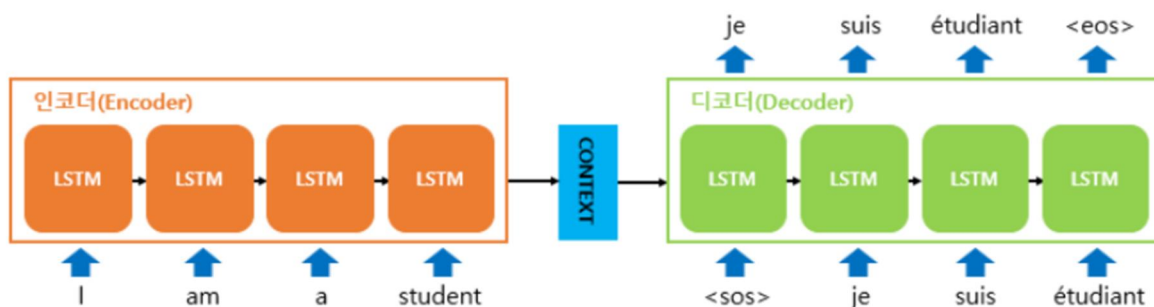 je suis étudiant <eos>
인코더(Encoder)
디코더(Decoder)
LSTM LSTM LSTM LSTM
CONTEXT
LSTM LSTM LSTM LSTM
I am a student
<sos> je suis étudiant